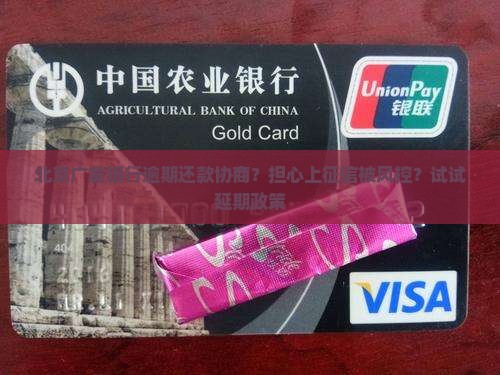 中国农业银行
AGRICULTURAL BANK OF CHINA
Gold Card
UnionPay
银联
北京广发银行逾期还款协商？担心上征信被风控？试试
延期政策
VISA